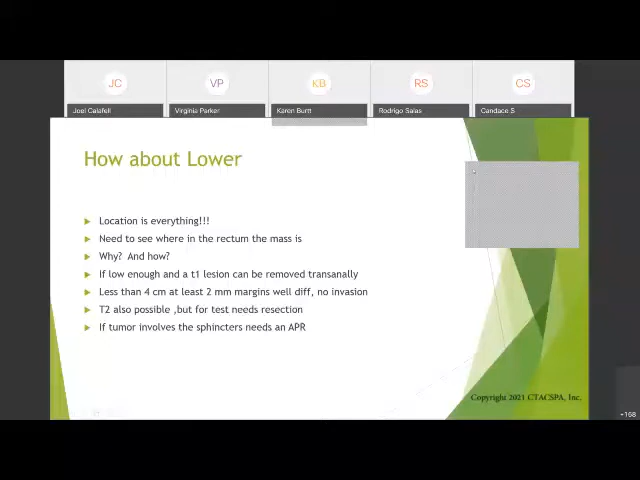 JC
VP
KB
RS
CS
Joel Calafell
Virginia Parker
Karen Burnt
Rodrigo Salas
Candace S
How about Lower
Location is everything!!!
Need to see where in the rectum the mass is
Why? And how?
If low enough and a t1 lesion can be removed transanally
Less than 4 cm at least 2 mm margins well diff, no invasion
T2 also possible ,but for test needs resection
If tumor involves the sphincters needs an APR
Copyright 2021 CTACSPA, Inc.
+168